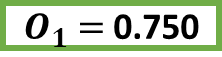 O₁ = 0.750